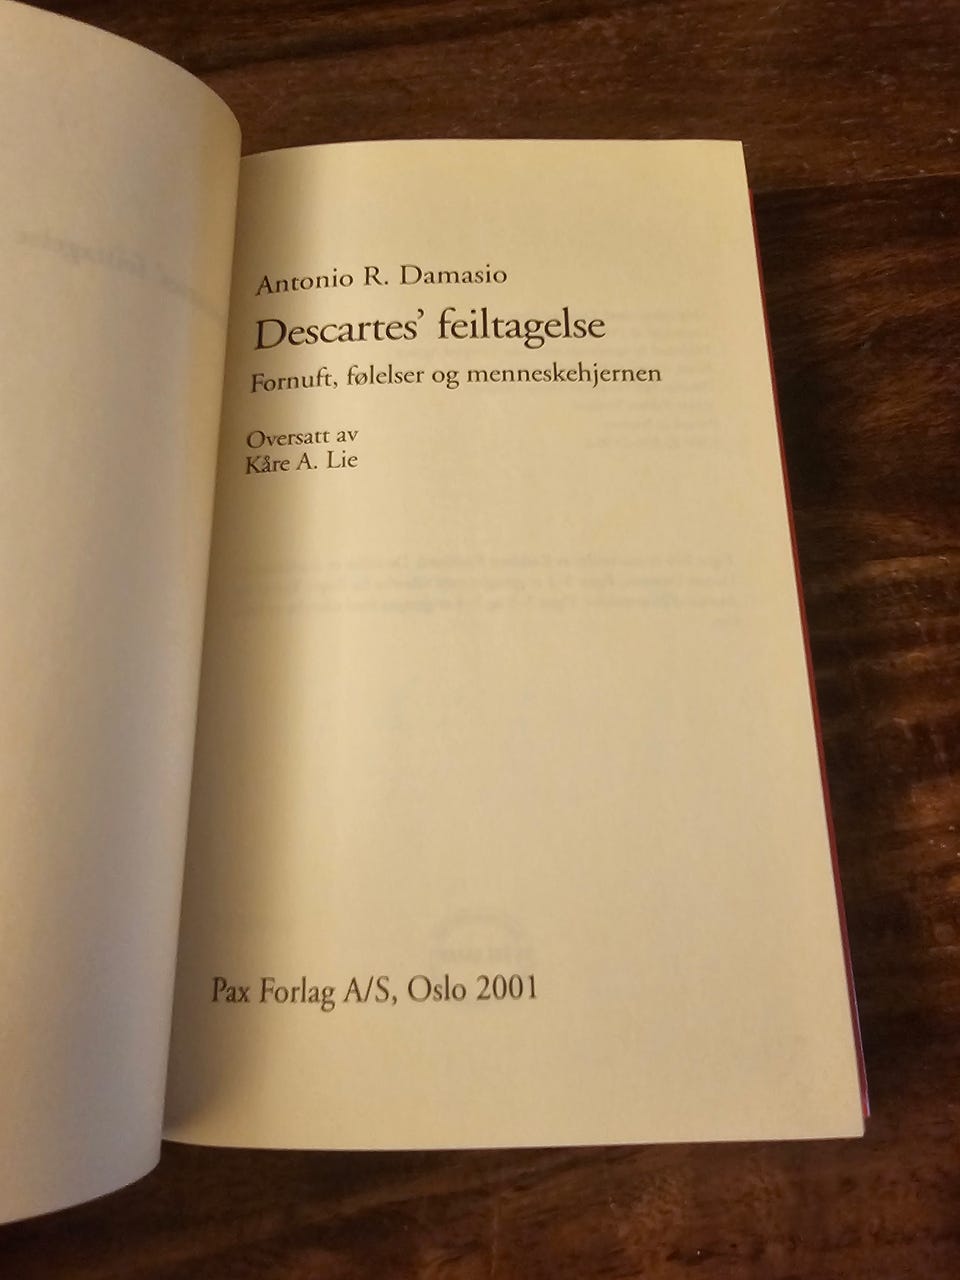 Antonio R. Damasio
Descartes’ feiltagelse
Fornuft, følelser og menneskehjernen
Oversatt av
Kåre A. Lie
Pax Forlag A/S, Oslo 2001